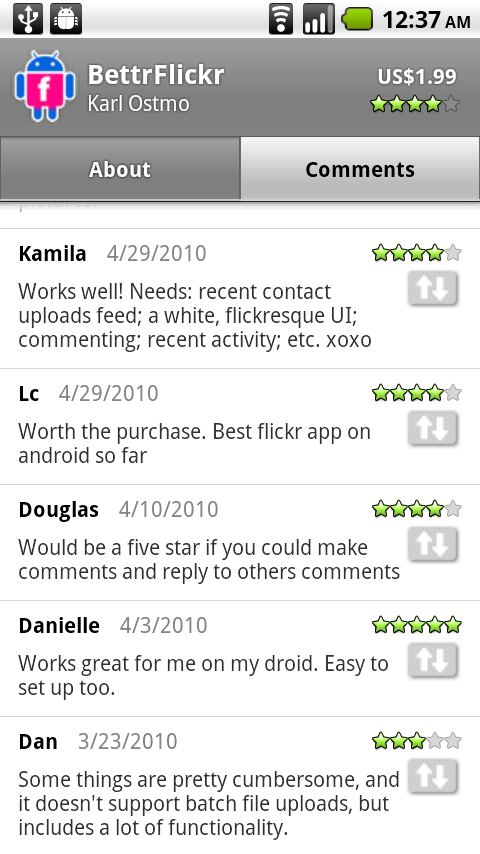 12:37 AM
BettrFlickr
US$1.99
Karl Ostmo
About
Comments
Kamila 4/29/2010
Works well! Needs: recent contact
uploads feed; a white, flickresque UI;
commenting; recent activity; etc. xoxo
Lc 4/29/2010
Worth the purchase. Best flickr app on
android so far
Douglas 4/10/2010
Would be a five star if you could make
comments and reply to others comments
Danielle 4/3/2010
Works great for me on my droid. Easy to
set up too.
Dan 3/23/2010
Some things are pretty cumbersome, and
it doesn't support batch file uploads, but
includes a lot of functionality.